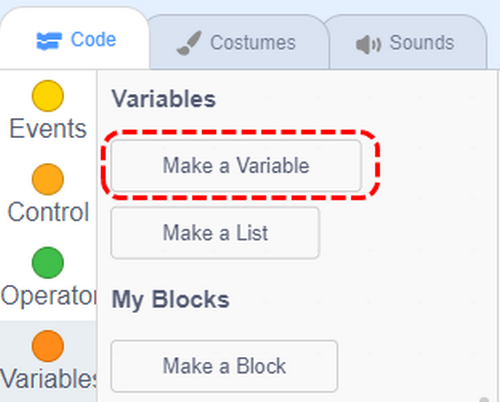 Code Costumes Sounds
Events
Control
Operator
Variables
Variables
Make a Variable
Make a List
My Blocks
Make a Block